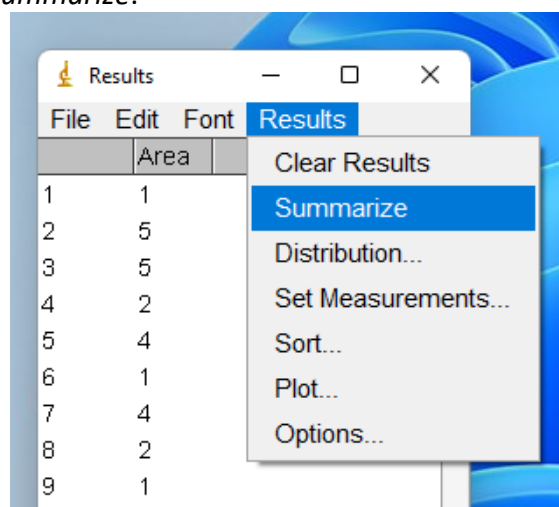 ummarize.
Results
File Edit Font Results
Area
Clear Results
Summarize
Distribution...
Set Measurements...
Sort...
Plot...
Options...
1 1
2 5
3 5
4 2
5 4
6 1
7 4
8 2
9 1